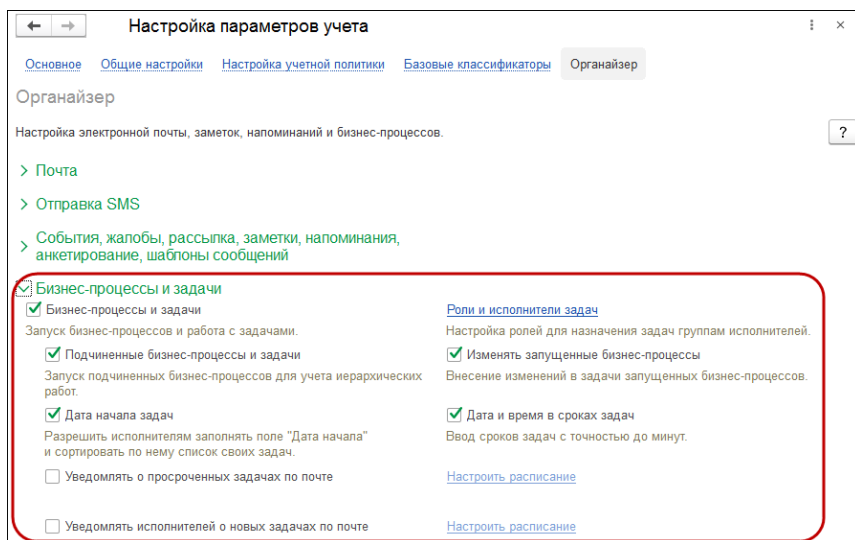 Настройка параметров учета
Основное Общие настройки Настройка учетной политики Базовые классификаторы Органайзер
Органайзер
Настройка электронной почты, заметок, напоминаний и бизнес-процессов.
?
Почта
Отправка SMS
События, жалобы, рассылка, заметки, напоминания,
анкетирование, шаблоны сообщений
Бизнес-процессы и задачи
Бизнес-процессы и задачи Роли и исполнители задач
Запуск бизнес-процессов и работа с задачами. Настройка ролей для назначения задач группам исполнителей.
Подчиненные бизнес-процессы и задачи Изменять запущенные бизнес-процессы
Запуск подчиненных бизнес-процессов для учета иерархических Внесение изменений в задачи запущенных бизнес-процессов.
работ.
Дата начала задач Дата и время в сроках задач
Разрешить исполнителям заполнять поле "Дата начала" Ввод сроков задач с точностью до минут.
и сортировать по нему список своих задач.
Уведомлять о просроченных задачах по почте Настроить расписание
Уведомлять исполнителей о новых задачах по почте Настроить расписание